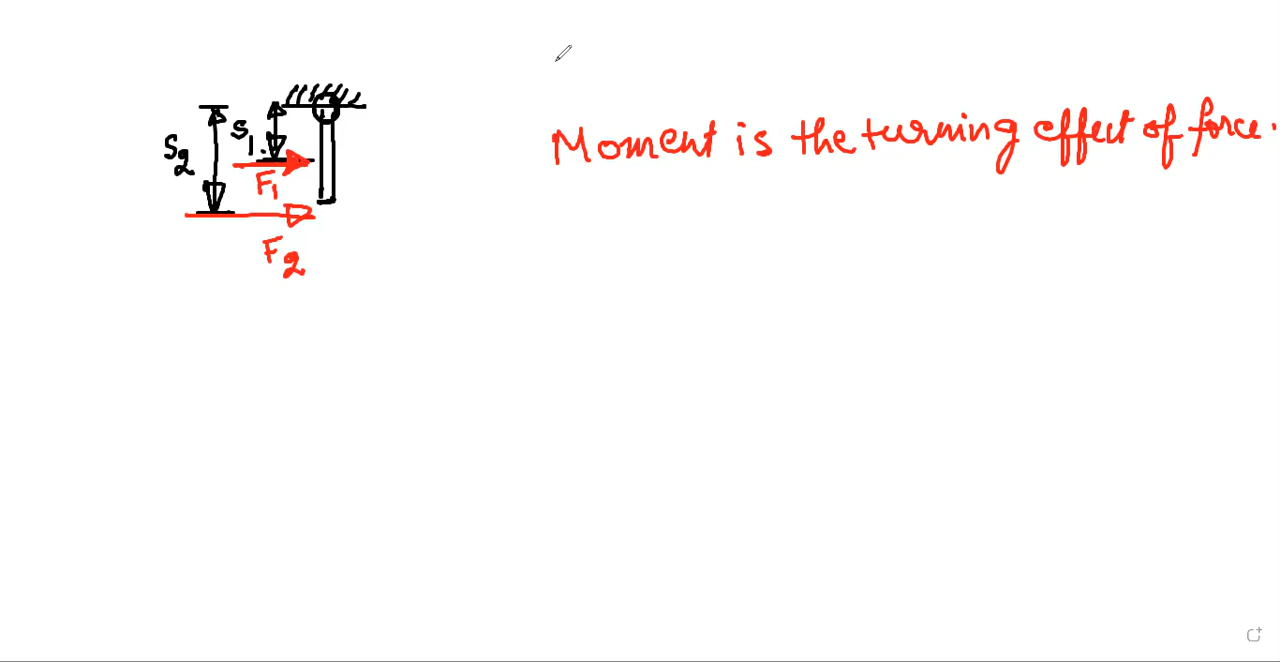 S1
S2
F1
F2
Moment is the turning effect of force.